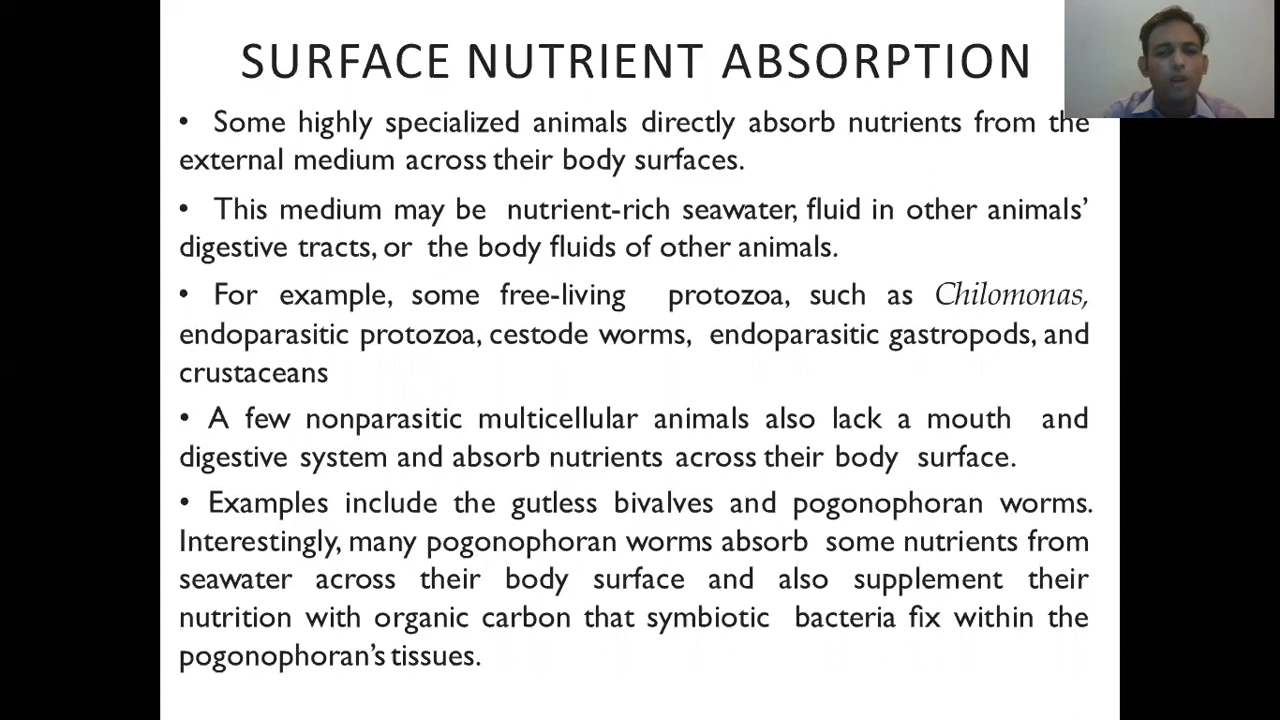 SURFACE NUTRIENT ABSORPTION
• Some highly specialized animals directly absorb nutrients from the
external medium across their body surfaces.
• This medium may be nutrient-rich seawater, fluid in other animals’
digestive tracts, or the body fluids of other animals.
• For example, some free-living protozoa, such as Chilomonas,
endoparasitic protozoa, cestode worms, endoparasitic gastropods, and
crustaceans
• A few nonparasitic multicellular animals also lack a mouth and
digestive system and absorb nutrients across their body surface.
• Examples include the gutless bivalves and pogonophoran worms.
Interestingly, many pogonophoran worms absorb some nutrients from
seawater across their body surface and also supplement their
nutrition with organic carbon that symbiotic bacteria fix within the
pogonophoran’s tissues.